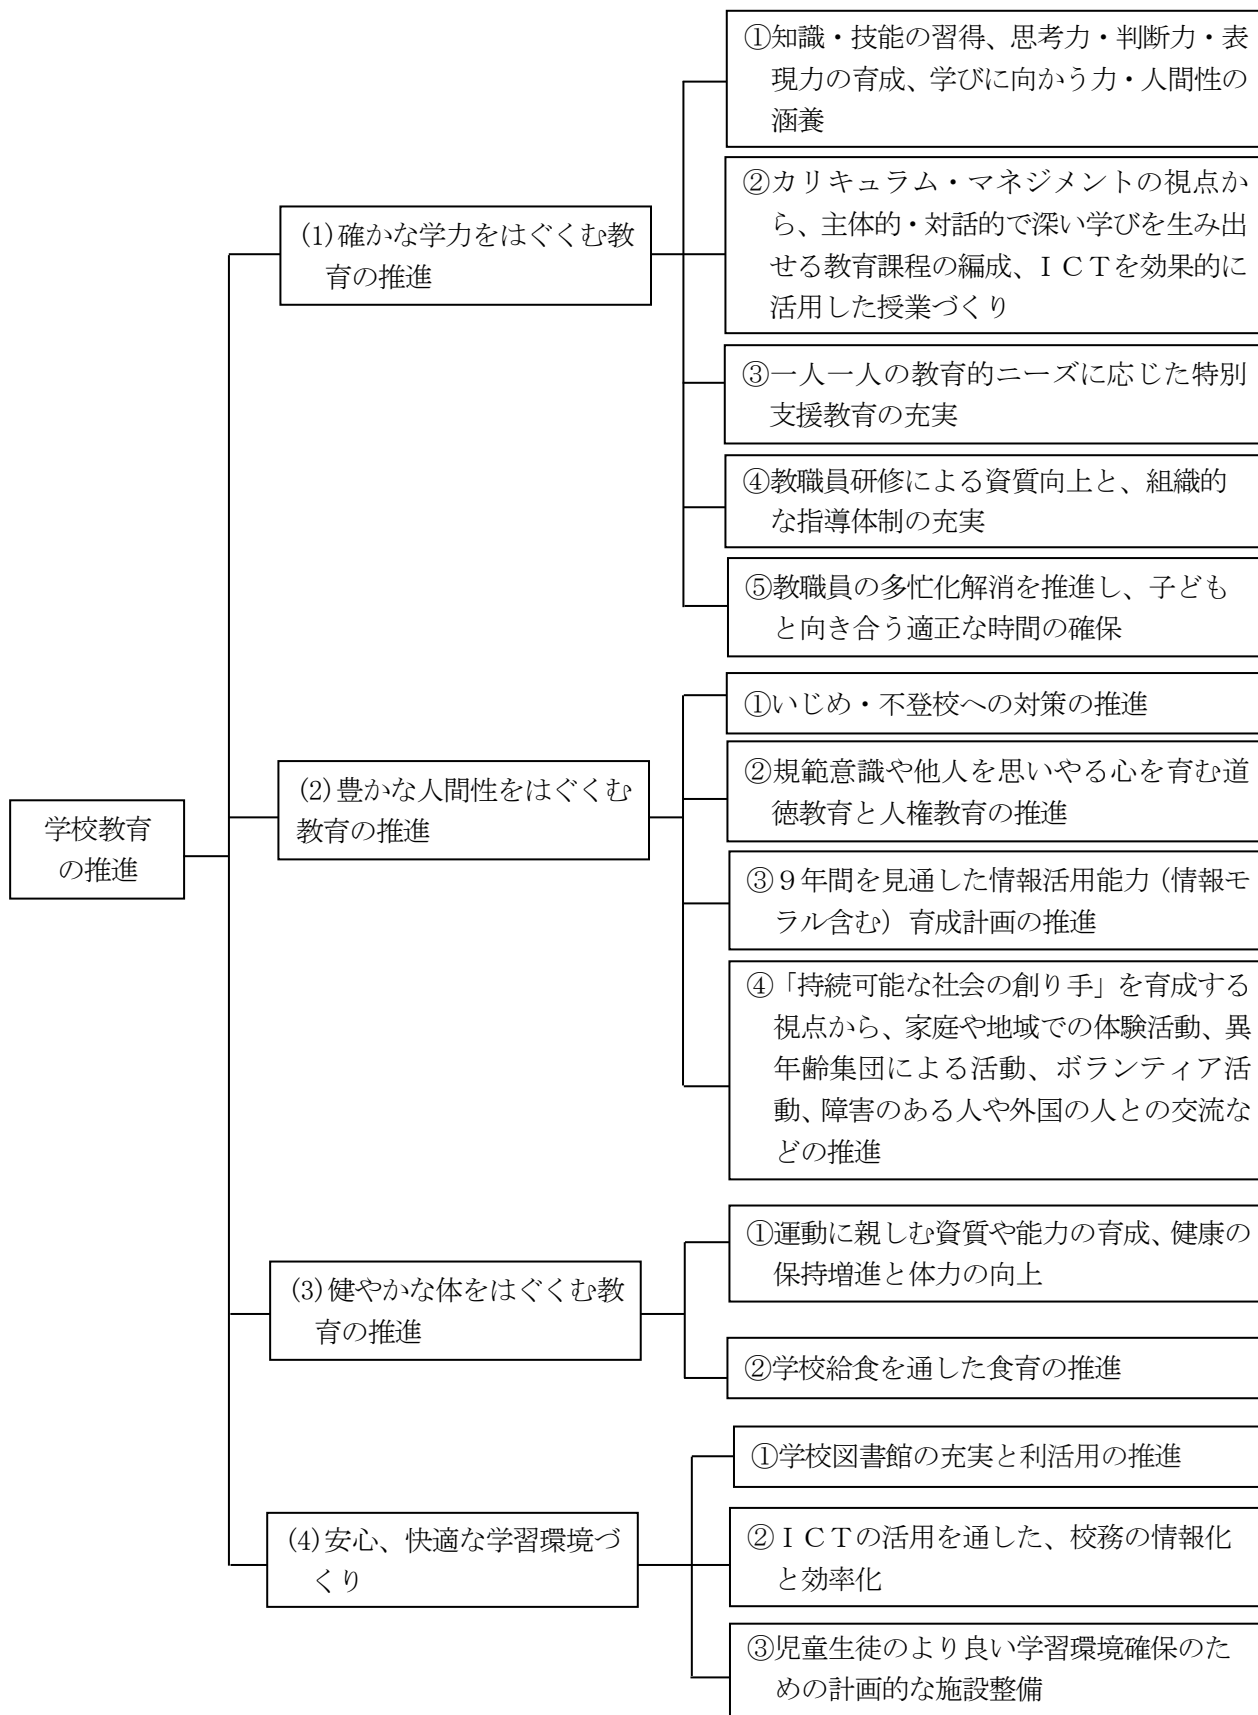 学校教育
の推進
(1)確かな学力をはぐくむ教
育の推進
①知識・技能の習得、思考力・判断力・表
現力の育成、学びに向かう力・人間性の
涵養
②カリキュラム・マネジメントの視点か
ら、主体的・対話的で深い学びを生み出
せる教育課程の編成、ＩＣＴを効果的に
活用した授業づくり
③一人一人の教育的ニーズに応じた特別
支援教育の充実
④教職員研修による資質向上と、組織的
な指導体制の充実
⑤教職員の多忙化解消を推進し、子ども
と向き合う適正な時間の確保
(2)豊かな人間性をはぐくむ
教育の推進
①いじめ・不登校への対策の推進
②規範意識や他人を思いやる心を育む道
徳教育と人権教育の推進
③９年間を見通した情報活用能力（情報モ
ラル含む）育成計画の推進
④「持続可能な社会の創り手」を育成する
視点から、家庭や地域での体験活動、異
年齢集団による活動、ボランティア活
動、障害のある人や外国の人との交流な
どの推進
(3)健やかな体をはぐくむ教
育の推進
①運動に親しむ資質や能力の育成、健康の
保持増進と体力の向上
②学校給食を通した食育の推進
(4)安心、快適な学習環境づ
くり
①学校図書館の充実と利活用の推進
②ＩＣＴの活用を通した、校務の情報化
と効率化
③児童生徒のより良い学習環境確保のた
めの計画的な施設整備